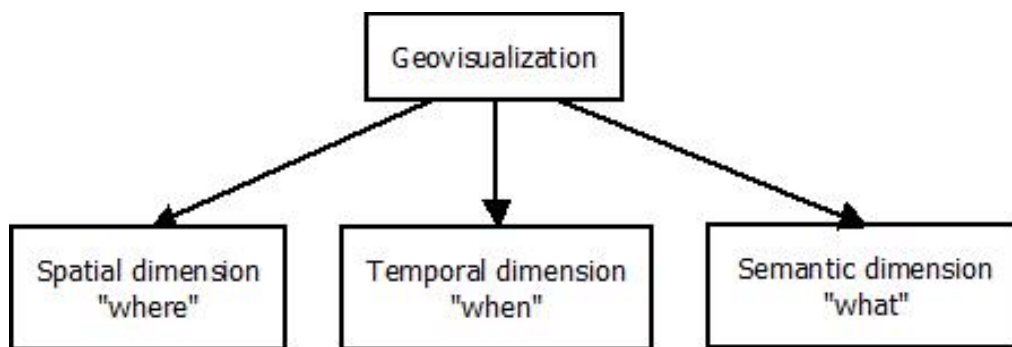 Geovisualization
Spatial dimension
"where"
Temporal dimension
"when"
Semantic dimension
"what"